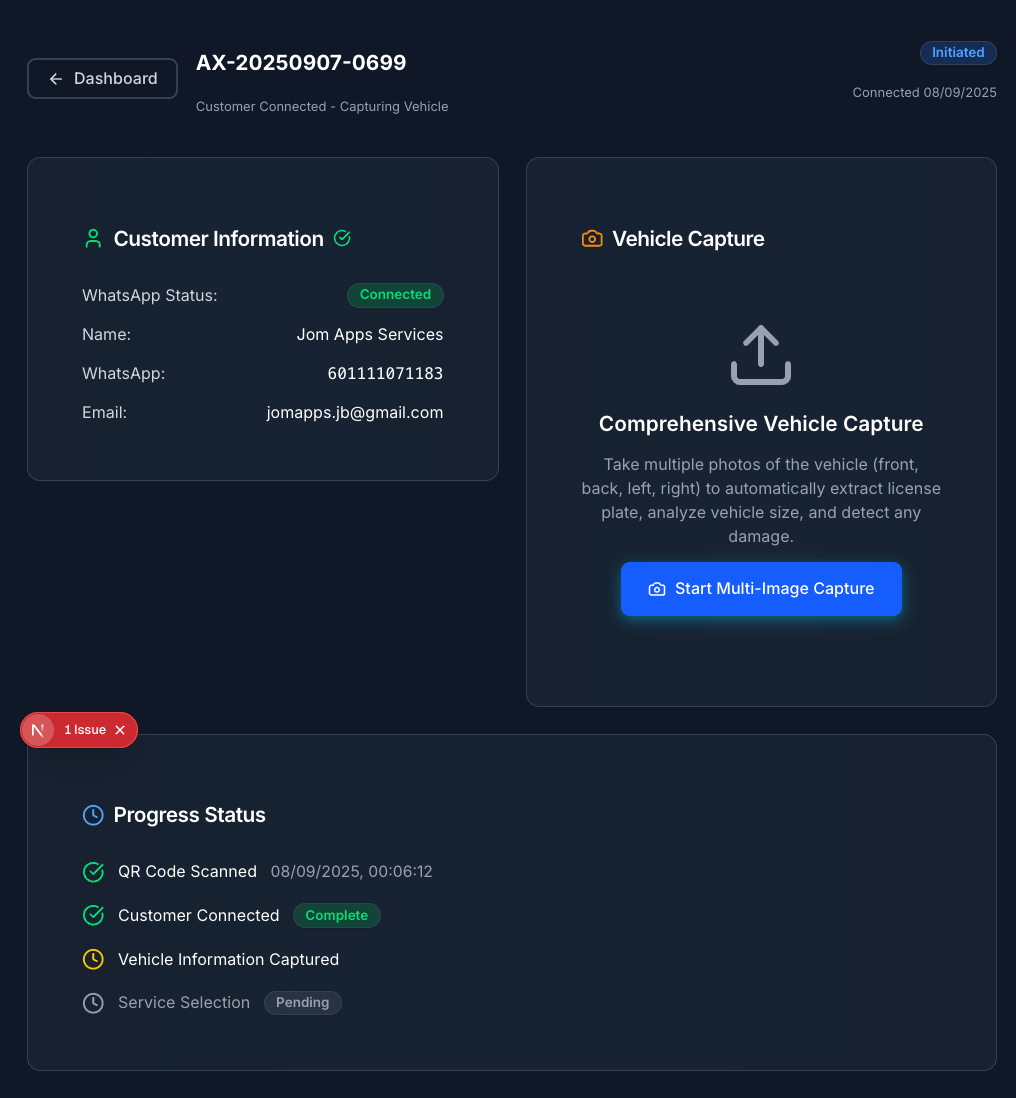 Dashboard
AX-20250907-0699
Customer Connected - Capturing Vehicle
Initiated
Connected 08/09/2025
Customer Information
WhatsApp Status: Connected
Name: Jom Apps Services
WhatsApp: 601111071183
Email: jomapps.jb@gmail.com
Vehicle Capture
Comprehensive Vehicle Capture
Take multiple photos of the vehicle (front,
back, left, right) to automatically extract license
plate, analyze vehicle size, and detect any
damage.
Start Multi-Image Capture
N 1 Issue
Progress Status
QR Code Scanned 08/09/2025, 00:06:12
Customer Connected Complete
Vehicle Information Captured
Service Selection Pending